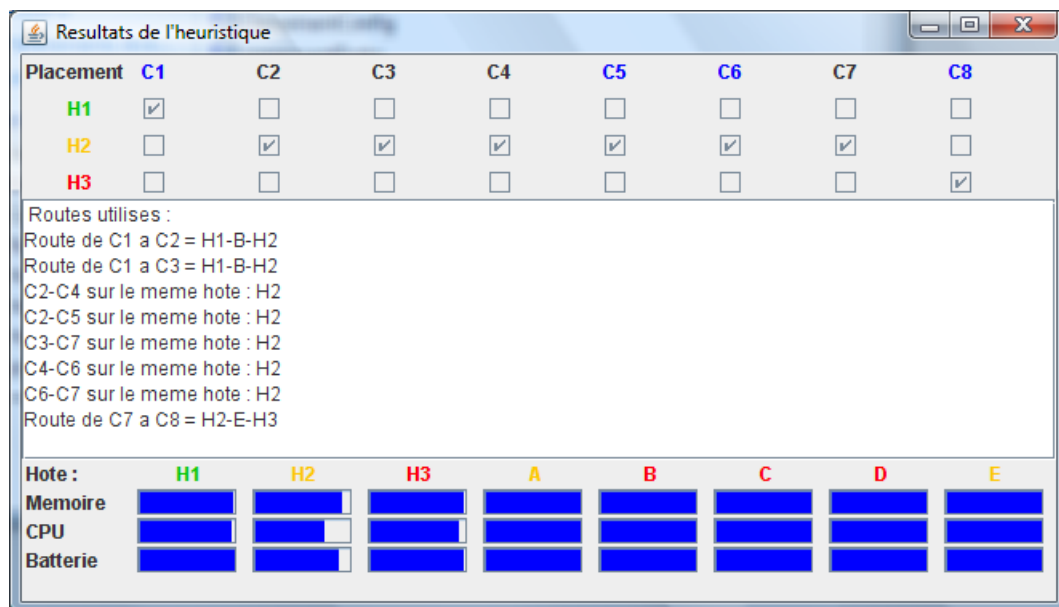 Resultats de l'heuristique
Placement C1 C2 C3 C4 C5 C6 C7 C8
H1
H2
H3
Routes utilises :
Route de C1 a C2 = H1-B-H2
Route de C1 a C3 = H1-B-H2
C2-C4 sur le meme hote : H2
C2-C5 sur le meme hote : H2
C3-C7 sur le meme hote : H2
C4-C6 sur le meme hote : H2
C6-C7 sur le meme hote : H2
Route de C7 a C8 = H2-E-H3
Hote : H1 H2 H3 A B C D E
Memoire
CPU
Batterie